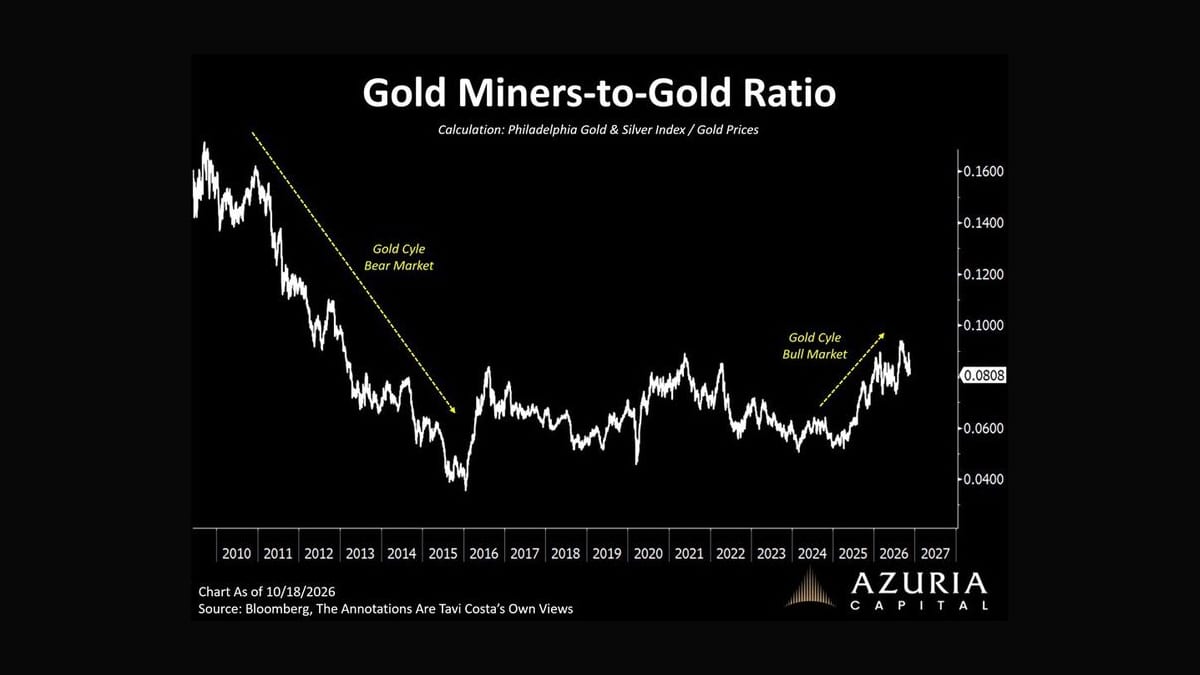 Gold Miners-to-Gold Ratio
Calculation: Philadelphia Gold & Silver Index / Gold Prices
Gold Cyle
Bear Market
Gold Cyle
Bull Market
0.1600
0.1400
0.1200
0.1000
0.0808
0.0600
0.0400
2010 2011 2012 2013 2014 2015 2016 2017 2018 2019 2020 2021 2022 2023 2024 2025 2026 2027
Chart As of 10/18/2026
Source: Bloomberg, The Annotations Are Tavi Costa's Own Views
AZURIA
CAPITAL